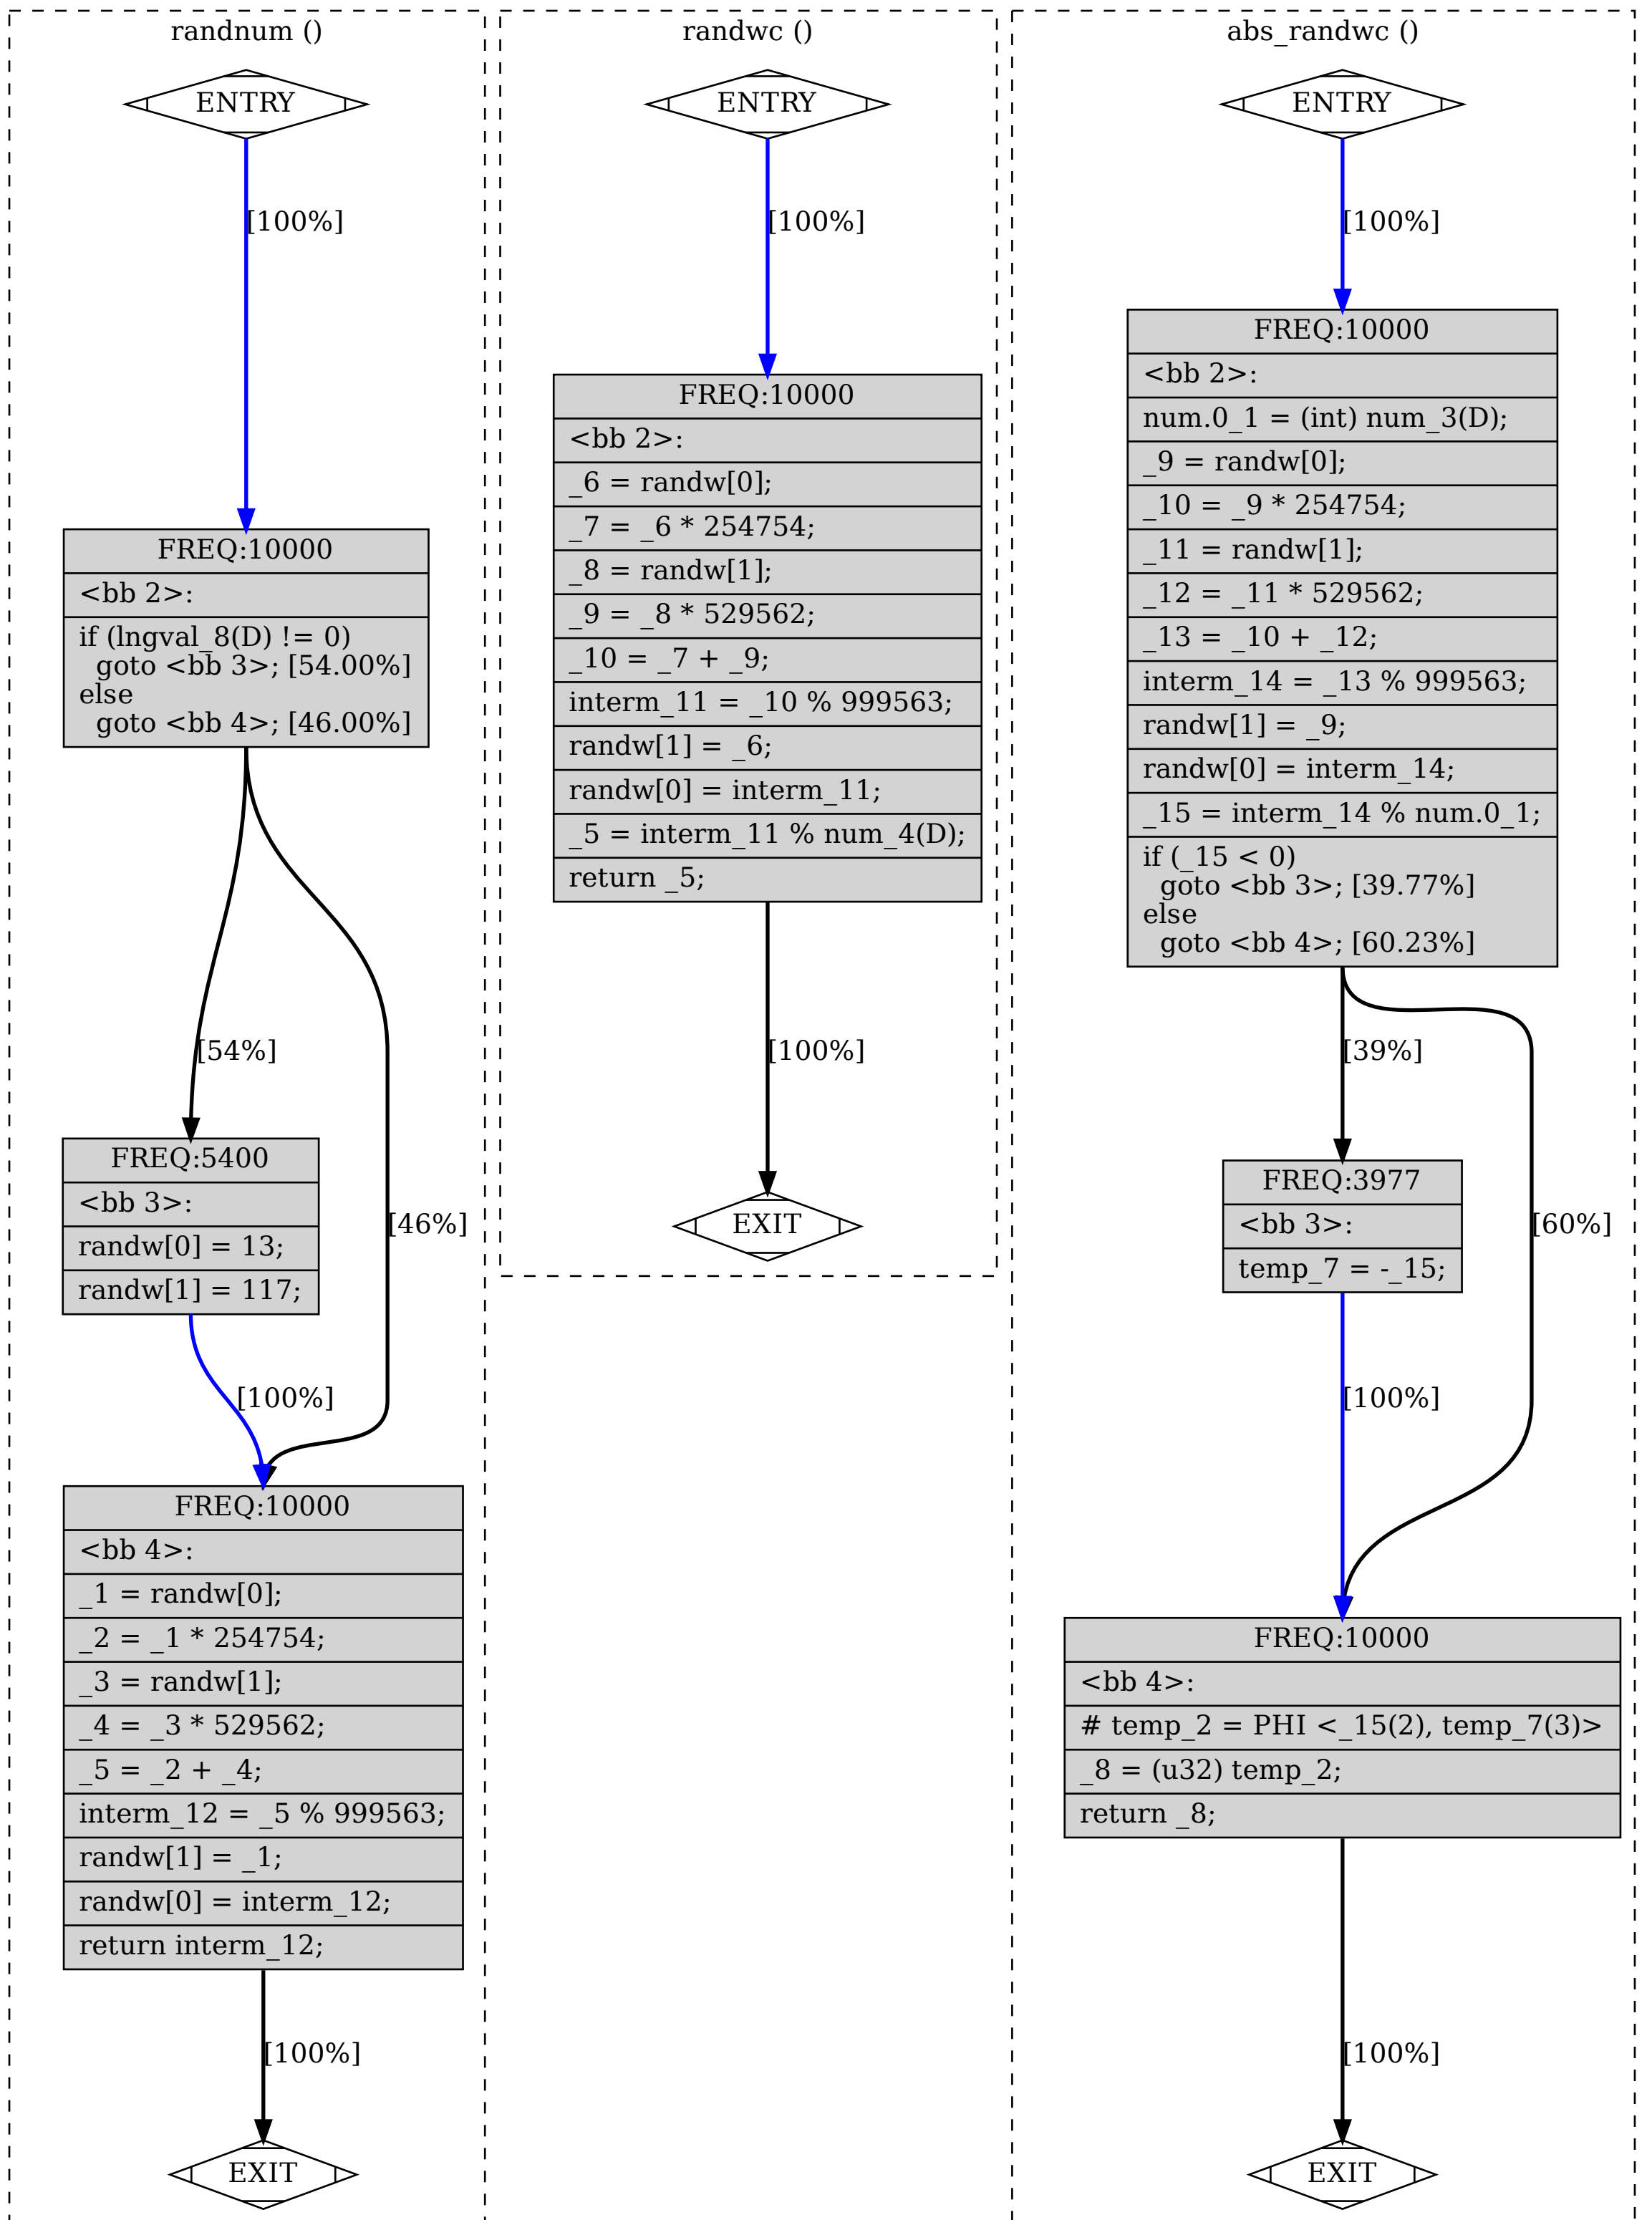 randnum ()
ENTRY
[100%]
FREQ:10000
<bb 2>:
if (lngval_8(D) != 0)
  goto <bb 3>; [54.00%]
else
  goto <bb 4>; [46.00%]
[54%]
[46%]
FREQ:5400
<bb 3>:
randw[0] = 13;
randw[1] = 117;
[100%]
FREQ:10000
<bb 4>:
_1 = randw[0];
_2 = _1 * 254754;
_3 = randw[1];
_4 = _3 * 529562;
_5 = _2 + _4;
interm_12 = _5 % 999563;
randw[1] = _1;
randw[0] = interm_12;
return interm_12;
[100%]
EXIT
randwc ()
ENTRY
[100%]
FREQ:10000
<bb 2>:
_6 = randw[0];
_7 = _6 * 254754;
_8 = randw[1];
_9 = _8 * 529562;
_10 = _7 + _9;
interm_11 = _10 % 999563;
randw[1] = _6;
randw[0] = interm_11;
_5 = interm_11 % num_4(D);
return _5;
[100%]
EXIT
abs_randwc ()
ENTRY
[100%]
FREQ:10000
<bb 2>:
num.0_1 = (int) num_3(D);
_9 = randw[0];
_10 = _9 * 254754;
_11 = randw[1];
_12 = _11 * 529562;
_13 = _10 + _12;
interm_14 = _13 % 999563;
randw[1] = _9;
randw[0] = interm_14;
_15 = interm_14 % num.0_1;
if (_15 < 0)
  goto <bb 3>; [39.77%]
else
  goto <bb 4>; [60.23%]
[39%]
[60%]
FREQ:3977
<bb 3>:
temp_7 = -_15;
[100%]
FREQ:10000
<bb 4>:
# temp_2 = PHI <_15(2), temp_7(3)>
_8 = (u32) temp_2;
return _8;
[100%]
EXIT